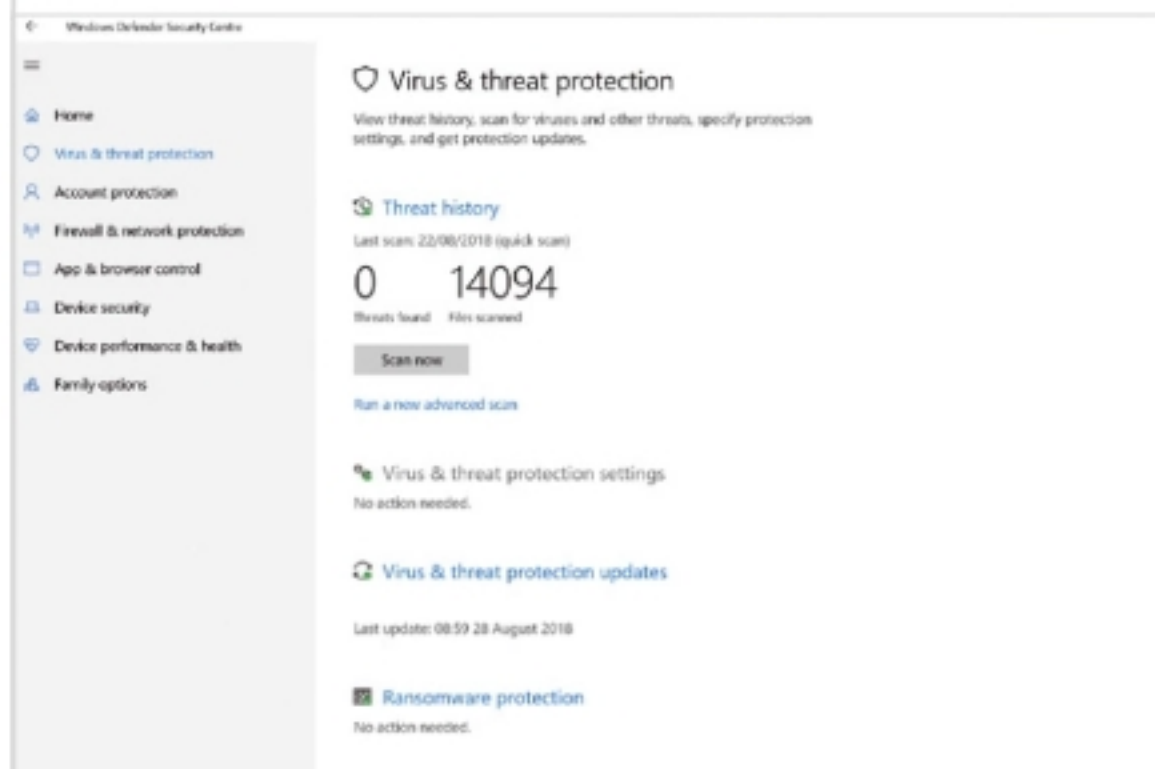 Windows Defender Security Centre
Home
Virus & threat protection
Account protection
Firewall & network protection
App & browser control
Device security
Device performance & health
Family options
Virus & threat protection
View threat history, scan for viruses and other threats, specify protection
settings, and get protection updates.
Threat history
Last scan: 22/08/2018 (quick scan)
0 14094
Threats found Files scanned
Scan now
Run a new advanced scan
Virus & threat protection settings
No action needed.
Virus & threat protection updates
Last update: 08:59 28 August 2018
Ransomware protection
No action needed.